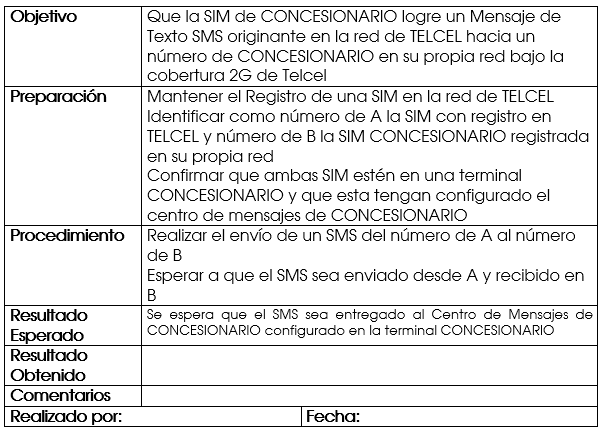 Objetivo
Que la SIM de CONCESIONARIO logre un Mensaje de
Texto SMS originante en la red de TELCEL hacia un
número de CONCESIONARIO en su propia red bajo la
cobertura 2G de Telcel
Preparación
Mantener el Registro de una SIM en la red de TELCEL
Identificar como número de A la SIM con registro en
TELCEL y número de B la SIM CONCESIONARIO registrada
en su propia red
Confirmar que ambas SIM estén en una terminal
CONCESIONARIO y que esta tengan configurado el
centro de mensajes de CONCESIONARIO
Procedimiento
Realizar el envío de un SMS del número de A al número
de B
Esperar a que el SMS sea enviado desde A y recibido en
B
Resultado
Esperado
Se espera que el SMS sea entregado al Centro de Mensajes de
CONCESIONARIO configurado en la terminal CONCESIONARIO
Resultado
Obtenido
Comentarios
Realizado por:
Fecha: